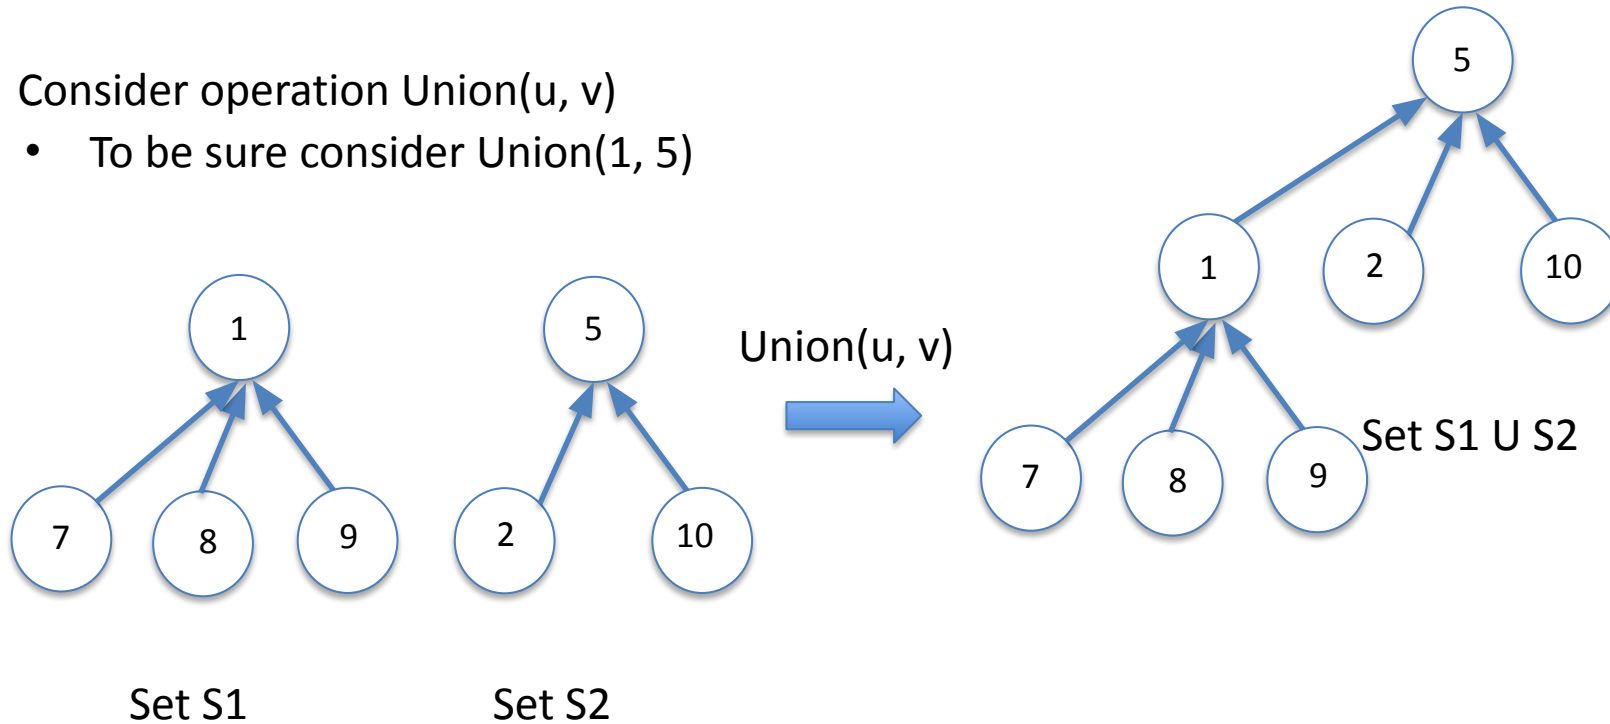 Consider operation Union(u, v)
• To be sure consider Union(1, 5)
1
7
8
9
Set S1
5
2
10
Set S2
Union(u, v)
5
1
2
10
7
8
9
Set S1 U S2